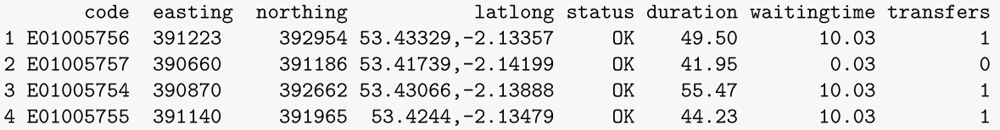 code easting northing latlong status duration waitingtime transfers
1 E01005756 391223 392954 53.43329,-2.13357 OK 49.50 10.03 1
2 E01005757 390660 391186 53.41739,-2.14199 OK 41.95 0.03 0
3 E01005754 390870 392662 53.43066,-2.13888 OK 55.47 10.03 1
4 E01005755 391140 391965 53.4244,-2.13479 OK 44.23 10.03 1